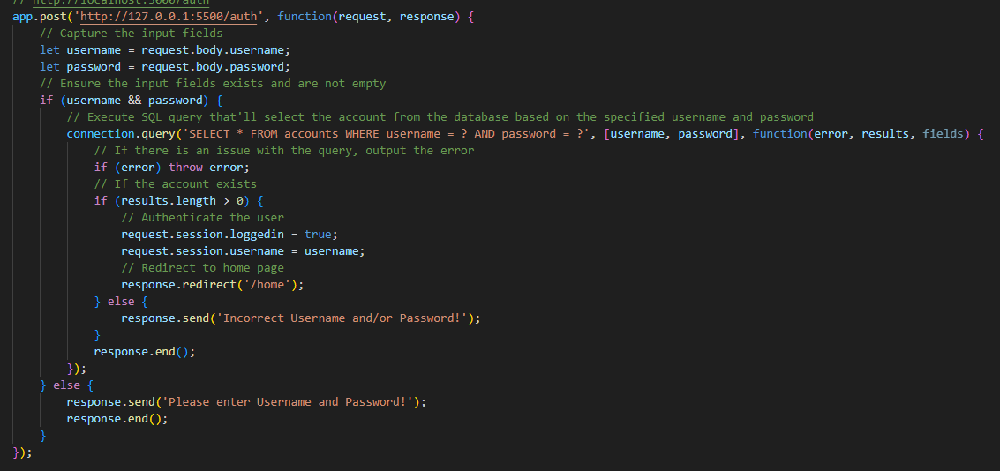 // http://localhost:3000/auth
app.post('http://127.0.0.1:5500/auth', function(request, response) {
    // Capture the input fields
    let username = request.body.username;
    let password = request.body.password;
    // Ensure the input fields exists and are not empty
    if (username && password) {
        // Execute SQL query that'll select the account from the database based on the specified username and password
        connection.query('SELECT * FROM accounts WHERE username = ? AND password = ?', [username, password], function(error, results, fields) {
            // If there is an issue with the query, output the error
            if (error) throw error;
            // If the account exists
            if (results.length > 0) {
                // Authenticate the user
                request.session.loggedin = true;
                request.session.username = username;
                // Redirect to home page
                response.redirect('/home');
            } else {
                response.send('Incorrect Username and/or Password!');
            }
            response.end();
        });
    } else {
        response.send('Please enter Username and Password!');
        response.end();
    }
});